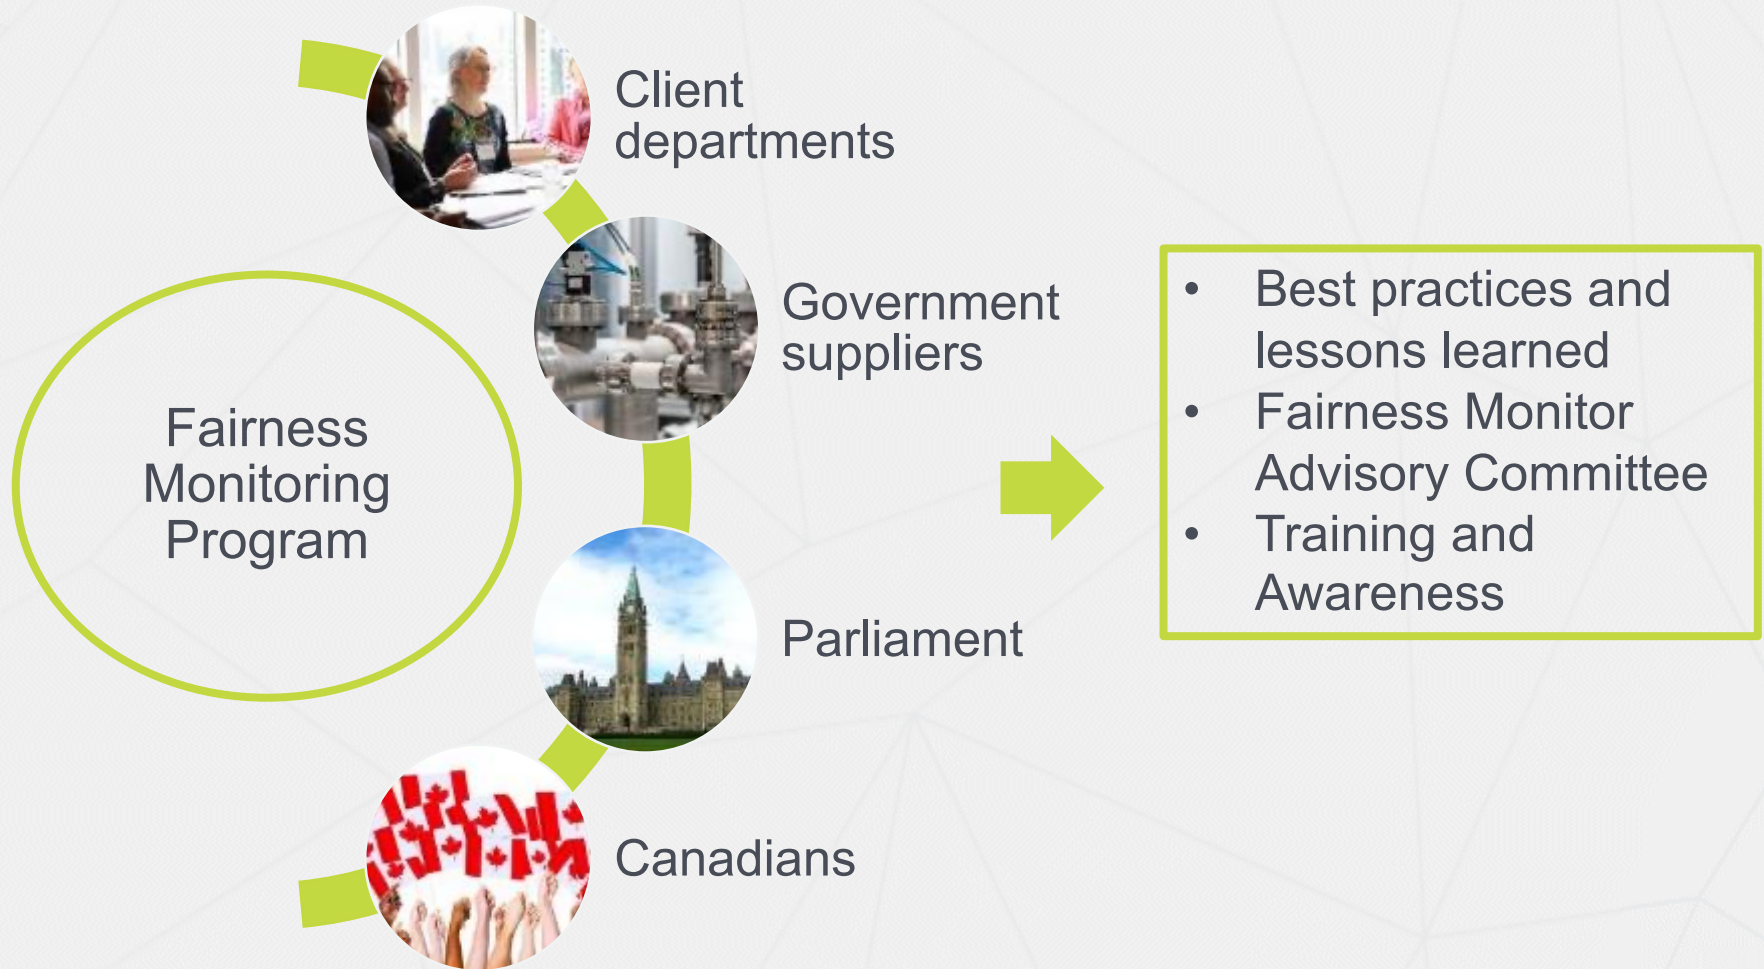 Client
departments
Government
suppliers
Fairness
Monitoring
Program
Parliament
Canadians
• Best practices and
lessons learned
• Fairness Monitor
Advisory Committee
• Training and
Awareness